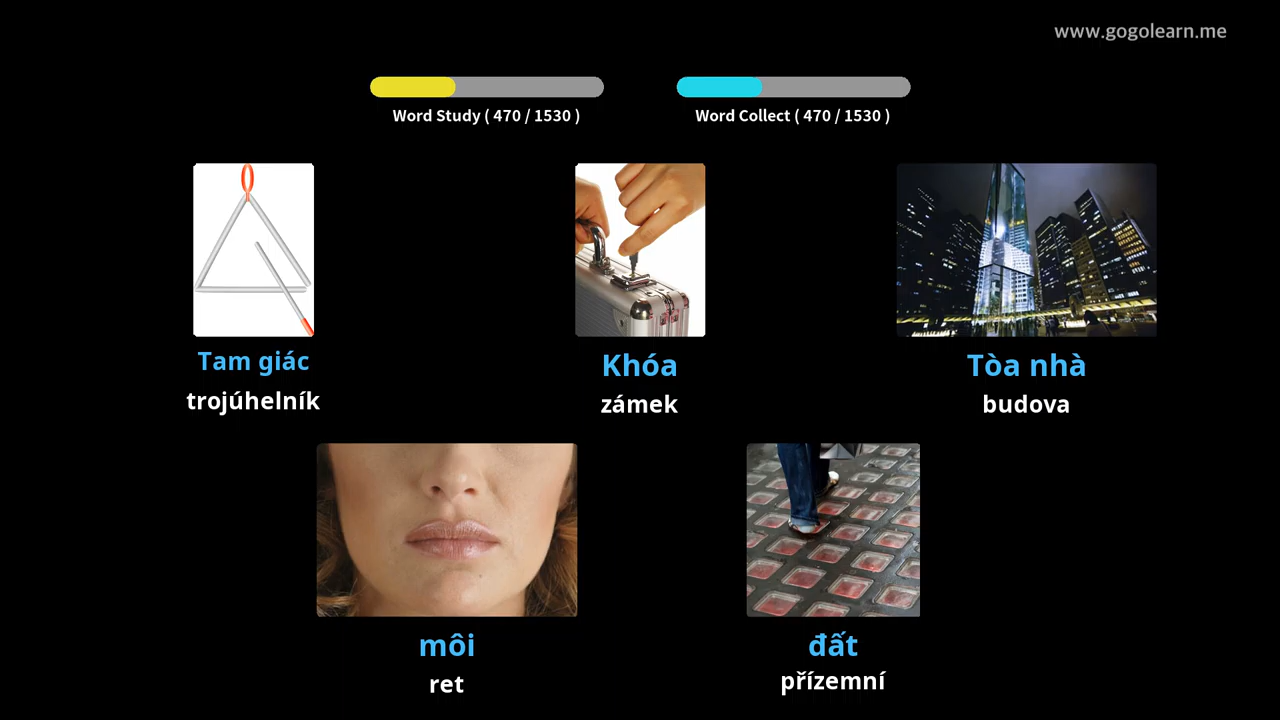 www.gogolearn.me
Word Study ( 470 / 1530 )
Word Collect ( 470 / 1530 )
Tam giác
trojúhelník
Khóa
zámek
Tòa nhà
budova
môi
ret
đất
přízemní